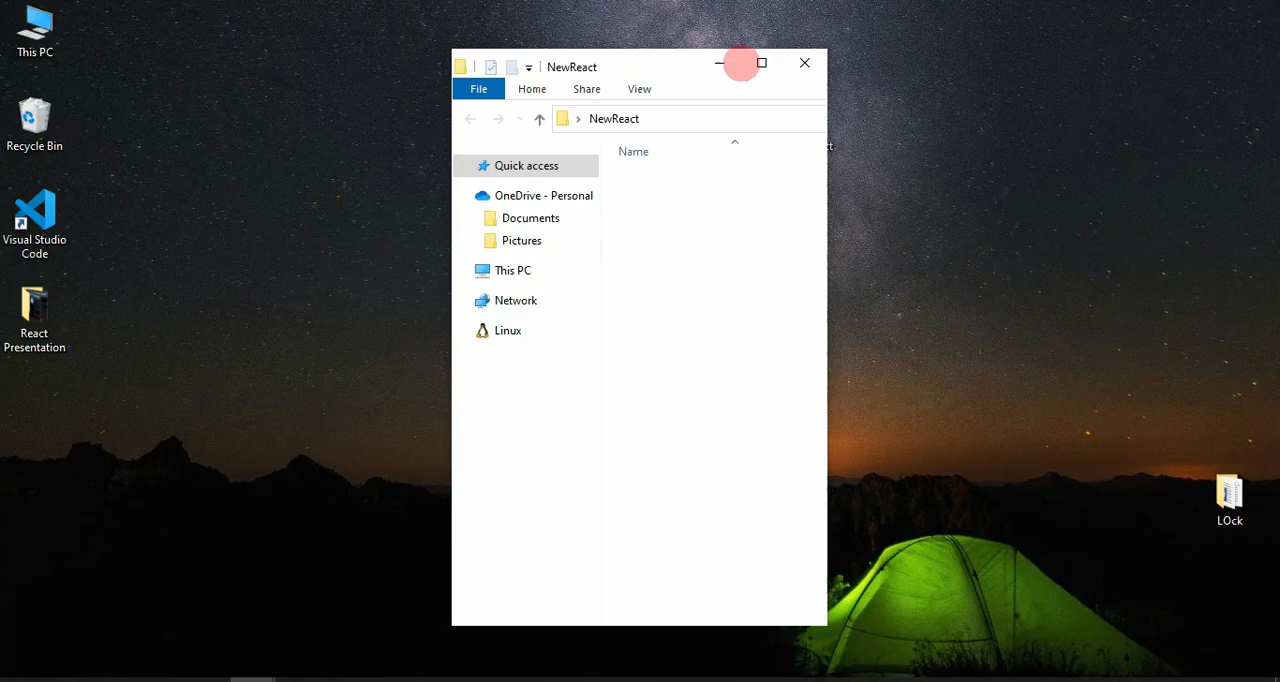 This PC
Recycle Bin
Visual Studio
Code
React
Presentation
NewReact
File Home Share View
NewReact
Name
Quick access
OneDrive - Personal
Documents
Pictures
This PC
Network
Linux
LOck